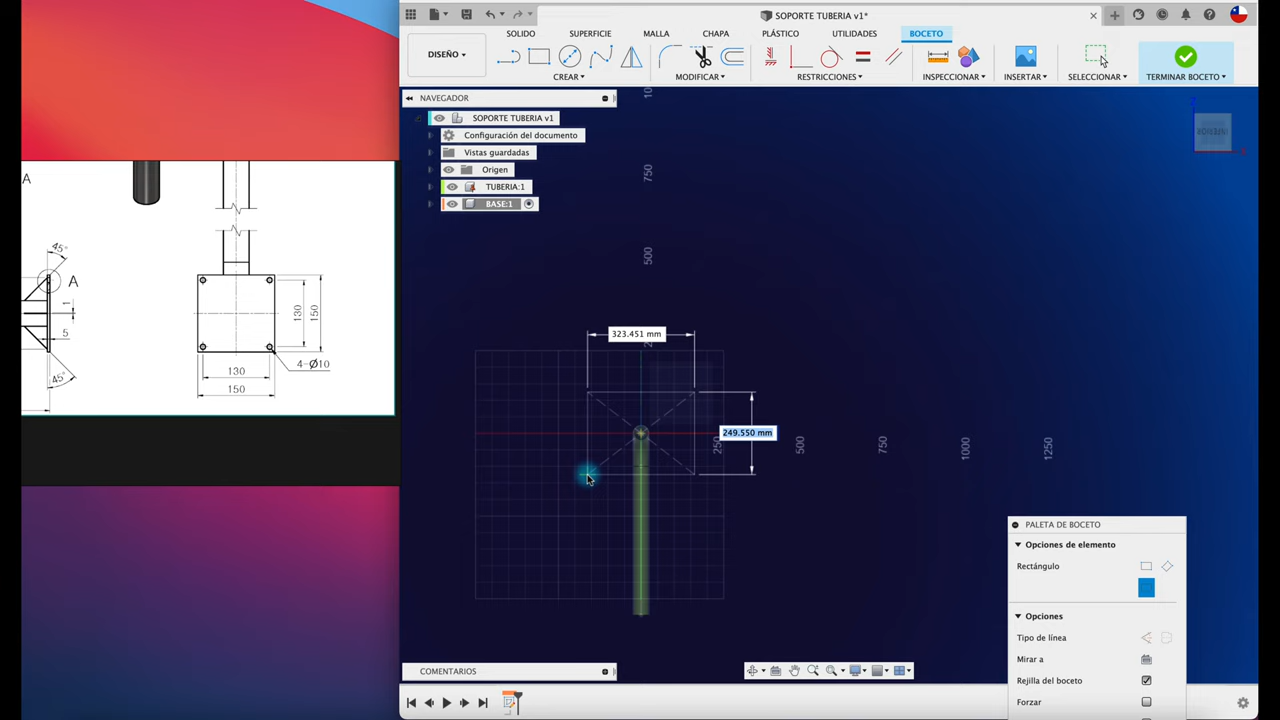 SOPORTE TUBERIA v1*
SOLIDO
SUPERFICIE
MALLA
CHAPA
PLÁSTICO
UTILIDADES
BOCETO
DISEÑO
CREAR
MODIFICAR
RESTRICCIONES
INSPECCIONAR
INSERTAR
SELECCIONAR
TERMINAR BOCETO
NAVEGADOR
SOPORTE TUBERIA v1
Configuración del documento
Vistas guardadas
Origen
TUBERIA:1
BASE:1
750
500
323.451 mm
249.550 mm
250
500
750
1000
1250
A
45°
A
1
5
45°
130
150
4-Ø10
130
150
PALETA DE BOCETO
Opciones de elemento
Rectángulo
Opciones
Tipo de línea
Mirar a
Rejilla del boceto
Forzar
COMENTARIOS